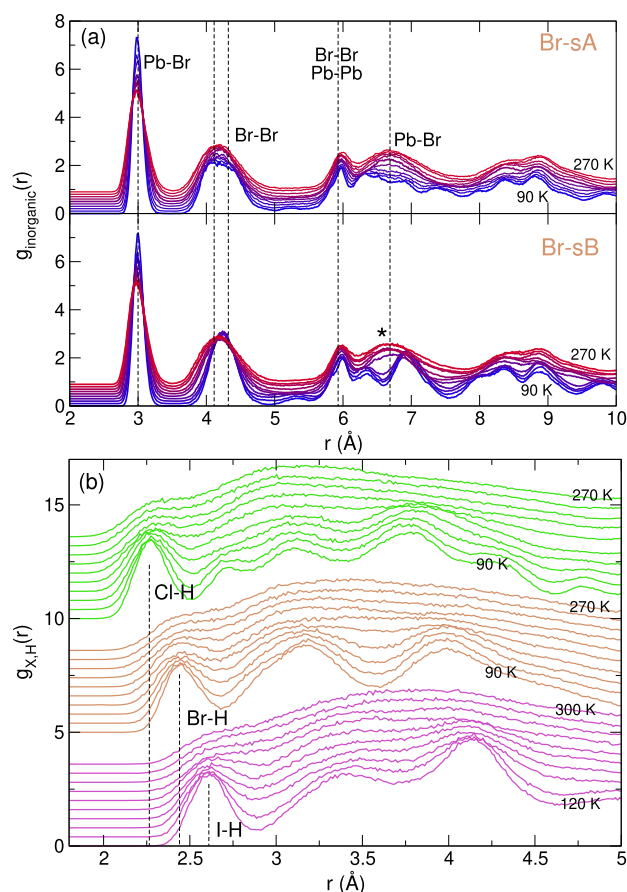 (a)
Br-sA
8
6
4
2
0
Pb-Br
Br-Br
Br-Br
Pb-Pb
Pb-Br
270 K
90 K
g_inorganic(r)
Br-sB
6
4
2
0
*
270 K
90 K
2 3 4 5 6 7 8 9 10
r (Å)
(b)
15
10
5
0
g_X,H(r)
270 K
90 K
Cl-H
270 K
90 K
Br-H
300 K
120 K
I-H
2 2.5 3 3.5 4 4.5 5
r (Å)